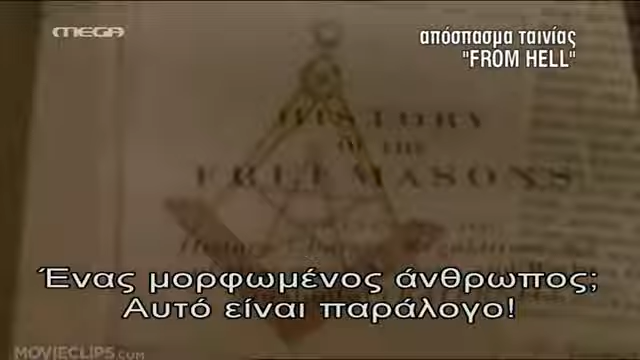 MEGA
απόσπασμα ταινίας
"FROM HELL"
HISTORY
OF THE
FREEMASONS
Ένας μορφωμένος άνθρωπος;
Αυτό είναι παράλογο!
MOVIECLIPS.COM